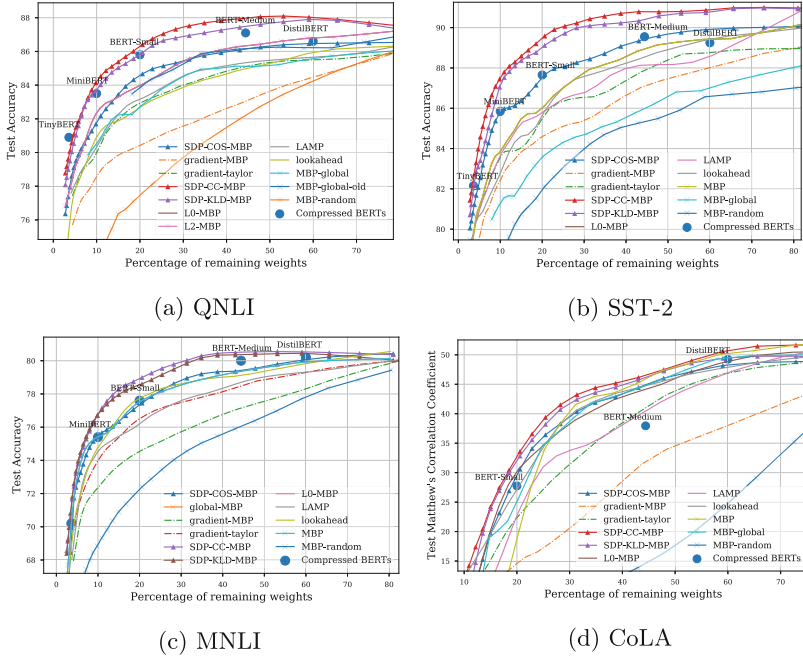 88
86
84
82
80
78
76
Test Accuracy
BERT-Medium
DistilBERT
BERT-Small
MiniBERT
TinyBERT
SDP-COS-MBP
gradient-MBP
gradient-taylor
SDP-CC-MBP
SDP-KLD-MBP
L0-MBP
L2-MBP
LAMP
lookahead
MBP-global
MBP-global-old
MBP-random
Compressed BERTs
10 20 30 40 50 60 70
Percentage of remaining weights
(a) QNLI
90
88
86
84
82
80
Test Accuracy
BERT-Medium
DistilBERT
BERT-Small
MiniBERT
TinyBERT
SDP-COS-MBP
gradient-MBP
gradient-taylor
SDP-CC-MBP
SDP-KLD-MBP
L0-MBP
LAMP
lookahead
MBP
MBP-global
MBP-random
Compressed BERTs
0 10 20 30 40 50 60 70 80
Percentage of remaining weights
(b) SST-2
80
78
76
74
72
70
68
Test Accuracy
BERT-Medium
DistilBERT
BERT-Small
MiniBERT
SDP-COS-MBP
global-MBP
gradient-MBP
gradient-taylor
SDP-CC-MBP
SDP-KLD-MBP
L0-MBP
LAMP
lookahead
MBP
MBP-random
Compressed BERTs
0 10 20 30 40 50 60 70 80
Percentage of remaining weights
(c) MNLI
50
45
40
35
30
25
20
15
Test Matthew's Correlation Coefficient
DistilBERT
BERT-Medium
BERT-Small
SDP-COS-MBP
gradient-MBP
gradient-taylor
SDP-CC-MBP
SDP-KLD-MBP
L0-MBP
LAMP
lookahead
MBP
MBP-global
MBP-random
Compressed BERTs
10 20 30 40 50 60 70
Percentage of remaining weights
(d) CoLA